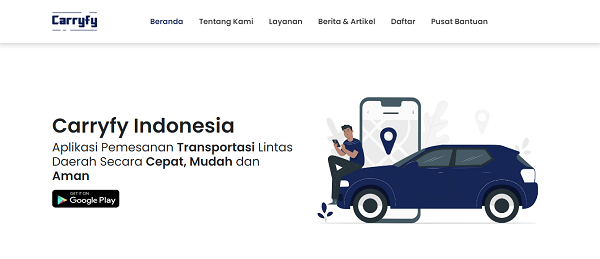 Carryfy
Beranda Tentang Kami Layanan Berita & Artikel Daftar Pusat Bantuan
Carryfy Indonesia
Aplikasi Pemesanan Transportasi Lintas
Daerah Secara Cepat, Mudah dan
Aman
GET IT ON
Google Play